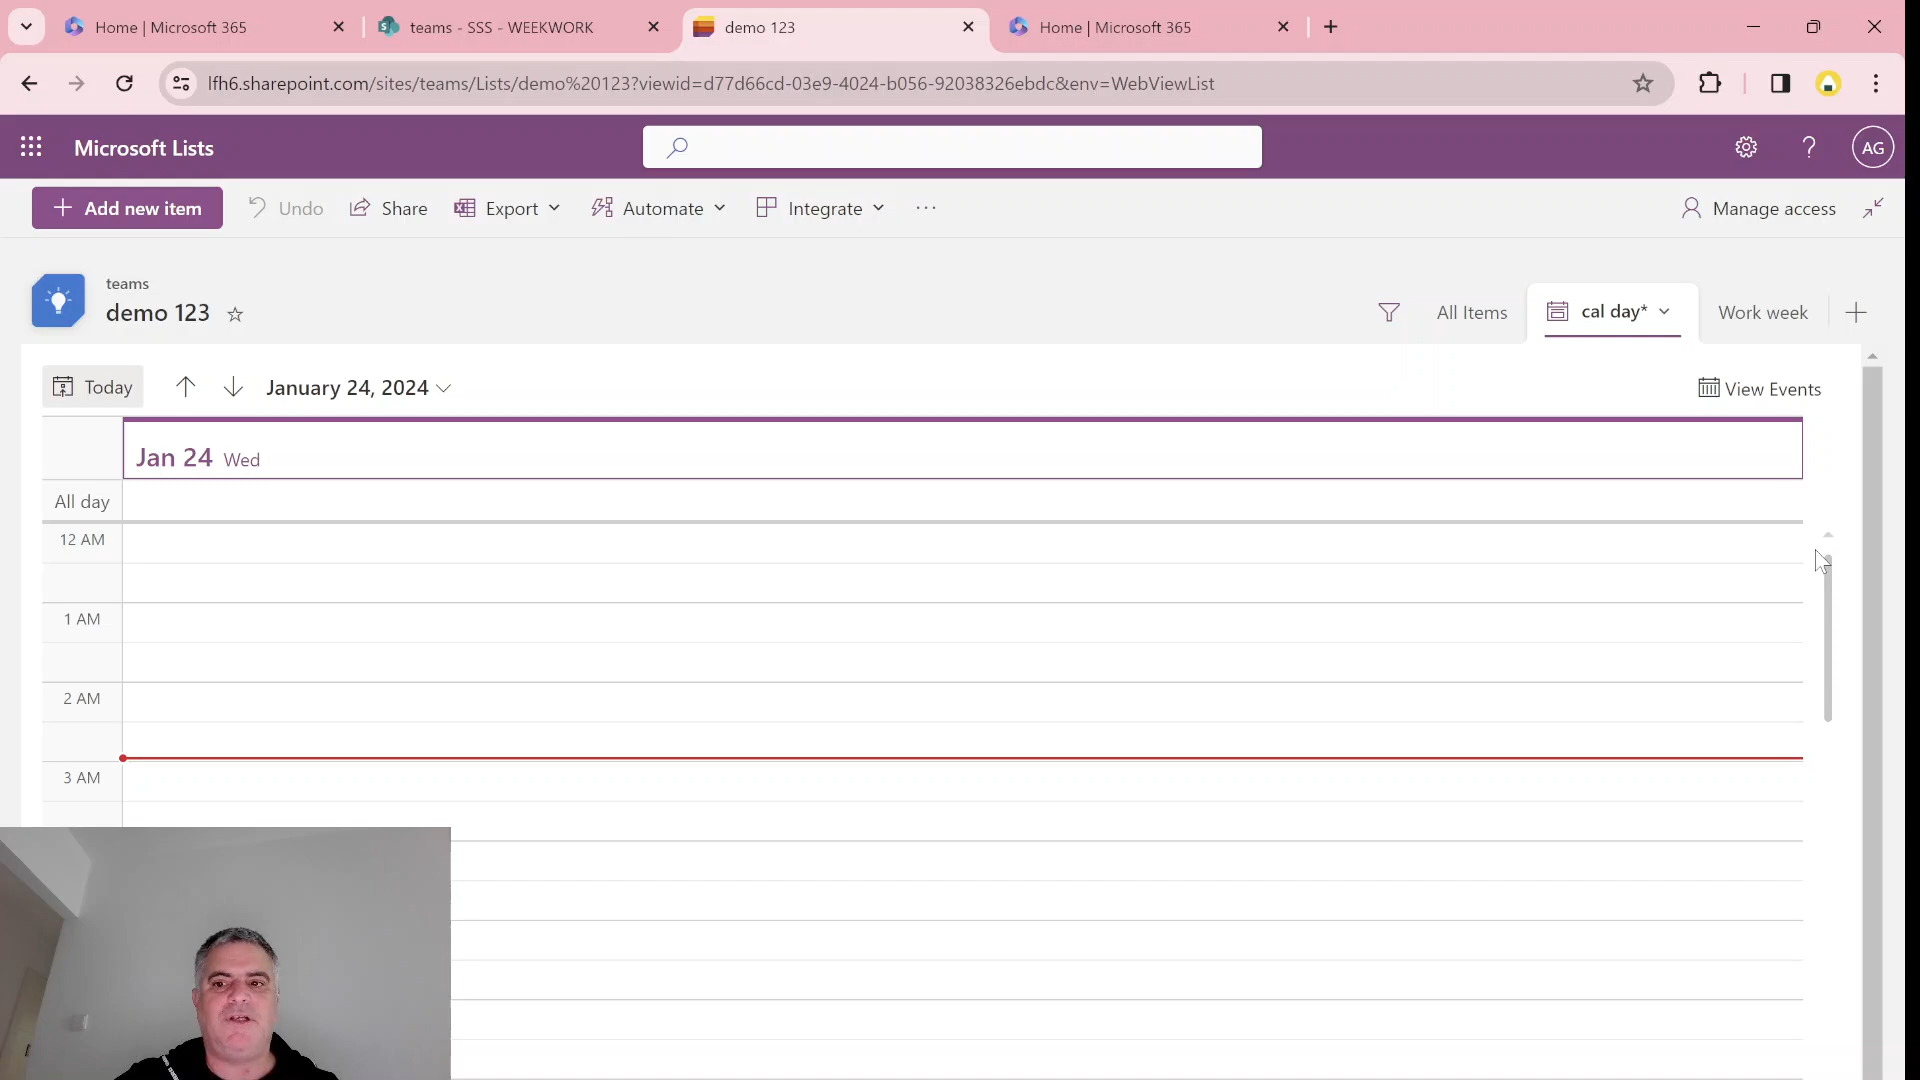 Home | Microsoft 365
teams - SSS - WEEKWORK
demo 123
Home | Microsoft 365
lfh6.sharepoint.com/sites/teams/Lists/demo%20123?viewid=d77d66cd-03e9-4024-b056-92038326ebdc&env=WebViewList
Microsoft Lists
AG
Add new item
Undo
Share
Export
Automate
Integrate
Manage access
teams
demo 123
All Items
cal day*
Work week
Today
January 24, 2024
View Events
Jan 24 Wed
All day
12 AM
1 AM
2 AM
3 AM